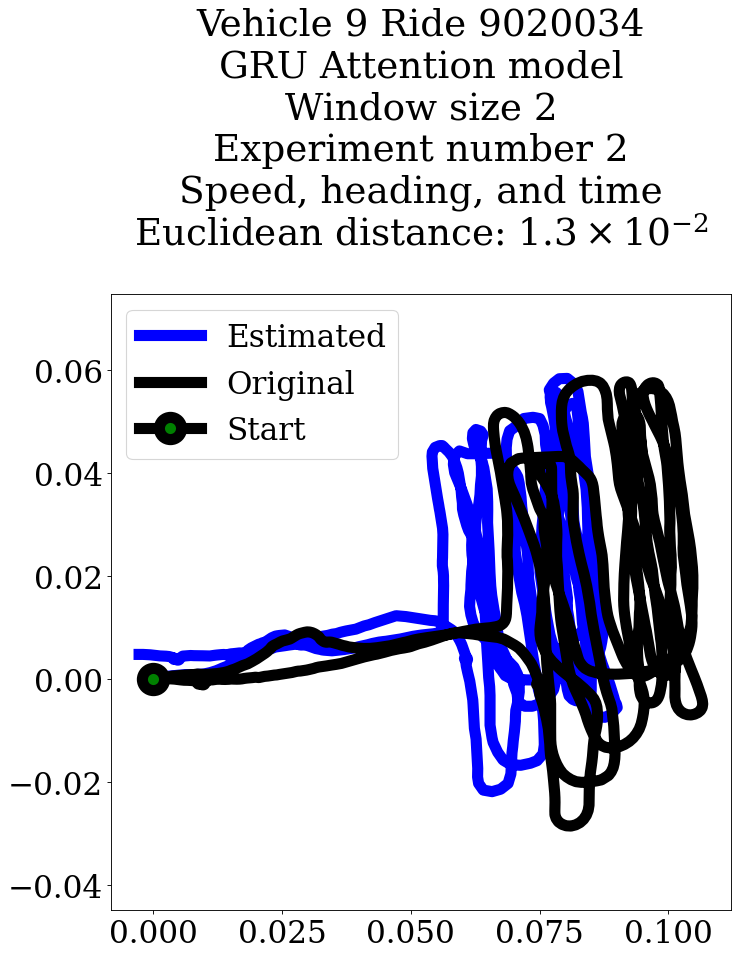 Vehicle 9 Ride 9020034
GRU Attention model
Window size 2
Experiment number 2
Speed, heading, and time
Euclidean distance: 1.3 × 10⁻²
Estimated
Original
Start
0.06
0.04
0.02
0.00
−0.02
−0.04
0.000 0.025 0.050 0.075 0.100